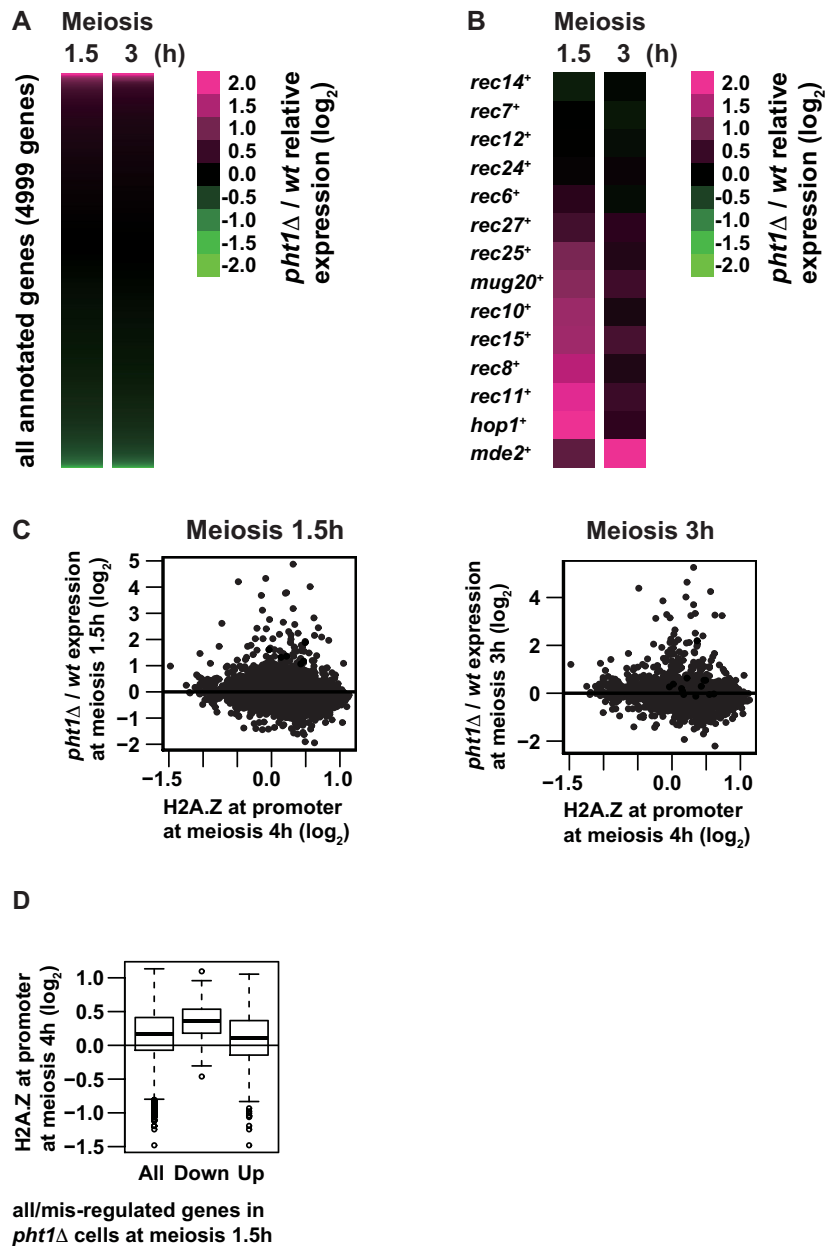 A
Meiosis
1.5 3 (h)
all annotated genes (4999 genes)
2.0
1.5
1.0
0.5
0.0
-0.5
-1.0
-1.5
-2.0
pht1Δ / wt relative
expression (log2)
B
Meiosis
1.5 3 (h)
rec14+
rec7+
rec12+
rec24+
rec6+
rec27+
rec25+
mug20+
rec10+
rec15+
rec8+
rec11+
hop1+
mde2+
2.0
1.5
1.0
0.5
0.0
-0.5
-1.0
-1.5
-2.0
pht1Δ / wt relative
expression (log2)
C
Meiosis 1.5h
pht1Δ / wt expression
at meiosis 1.5h (log2)
5
4
3
2
1
0
−1
−2
−1.5 0.0 1.0
H2A.Z at promoter
at meiosis 4h (log2)
Meiosis 3h
pht1Δ / wt expression
at meiosis 3h (log2)
4
2
0
−2
−1.5 0.0 1.0
H2A.Z at promoter
at meiosis 4h (log2)
D
H2A.Z at promoter
at meiosis 4h (log2)
1.0
0.5
0.0
−0.5
−1.0
−1.5
All Down Up
all/mis-regulated genes in
pht1Δ cells at meiosis 1.5h